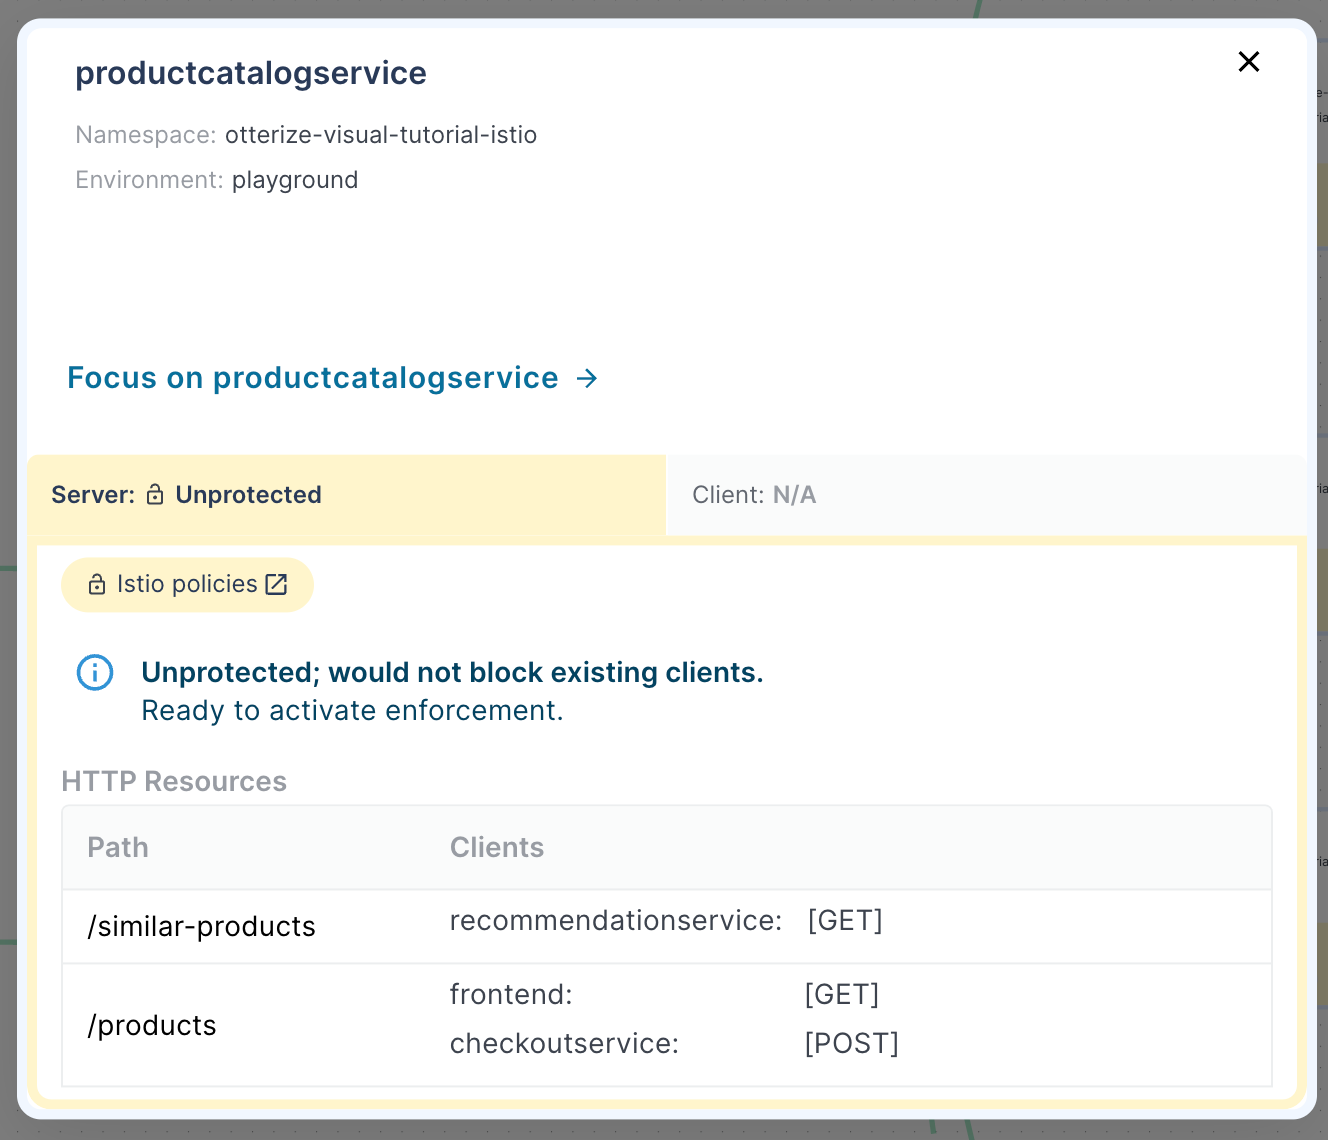 productcatalogservice
Namespace: otterize-visual-tutorial-istio
Environment: playground
Focus on productcatalogservice →
Server: Unprotected
Client: N/A
Istio policies
Unprotected; would not block existing clients.
Ready to activate enforcement.
HTTP Resources
Path Clients
/similar-products recommendationservice: [GET]
/products
frontend: [GET]
checkoutservice: [POST]